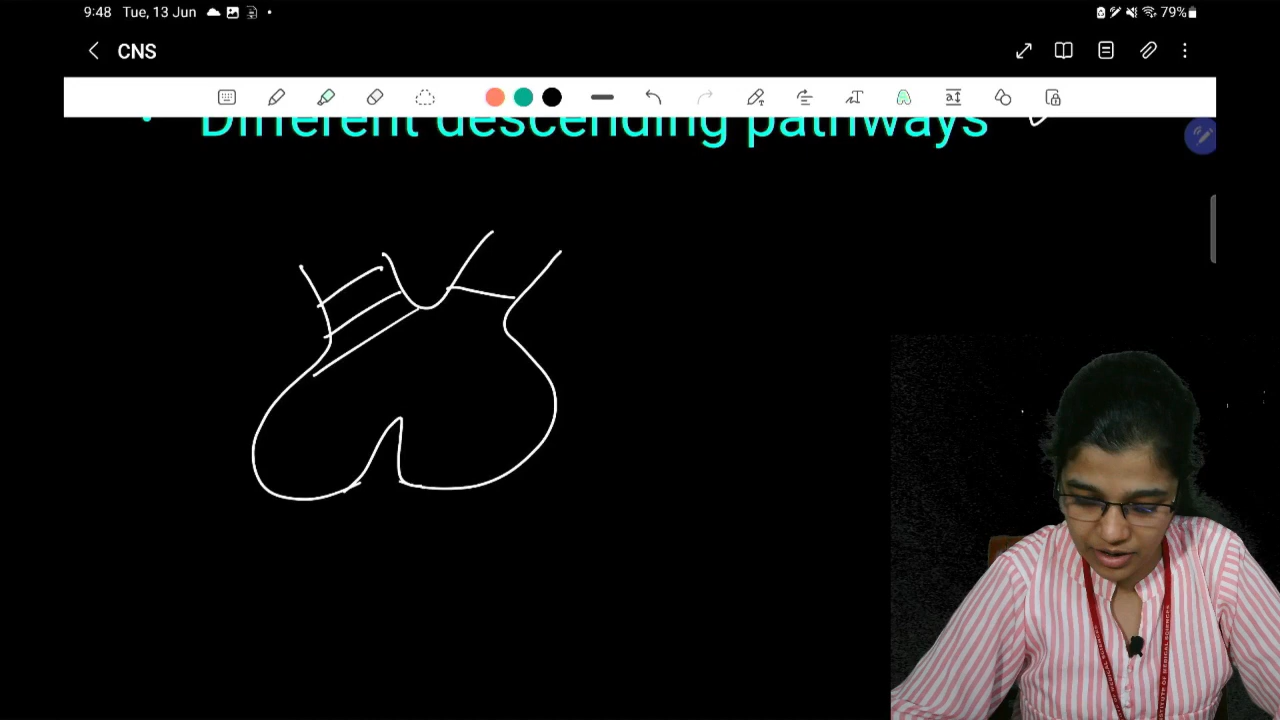 9:48 Tue, 13 Jun 79%
CNS
• Different descending pathways